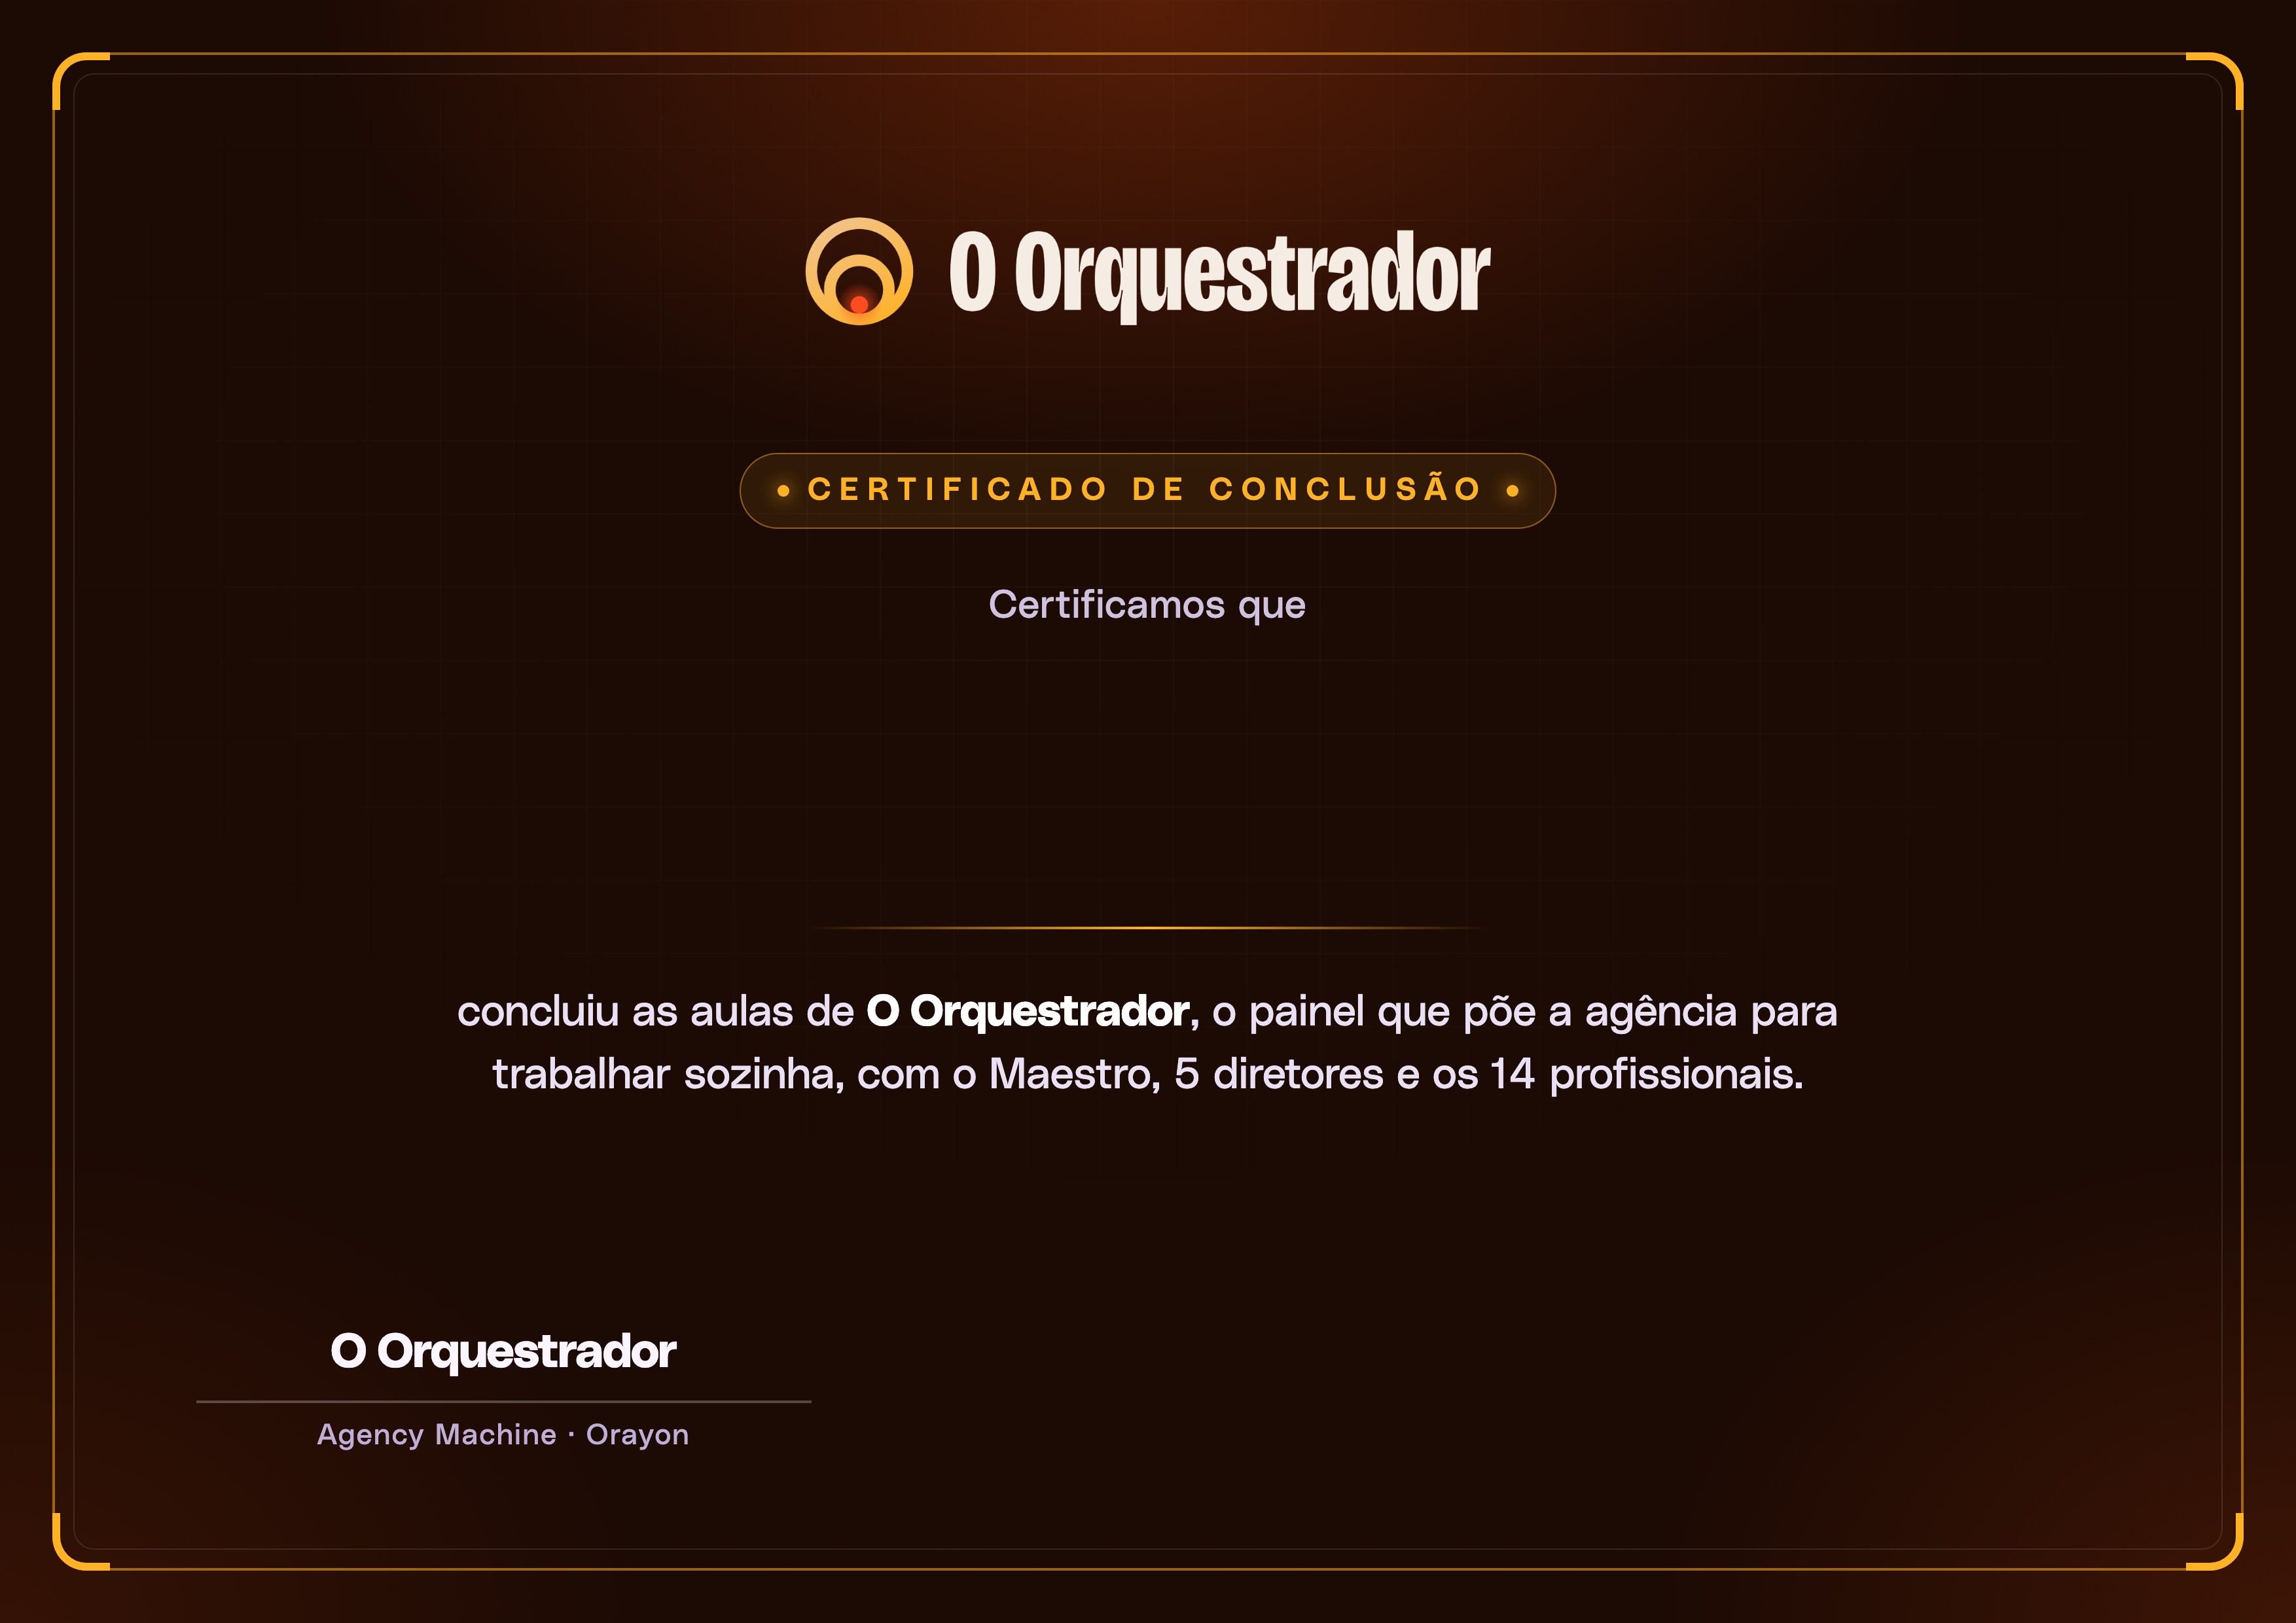 O Orquestrador
CERTIFICADO DE CONCLUSÃO
Certificamos que
concluiu as aulas de O Orquestrador, o painel que põe a agência para
trabalhar sozinha, com o Maestro, 5 diretores e os 14 profissionais.
O Orquestrador
Agency Machine · Orayon